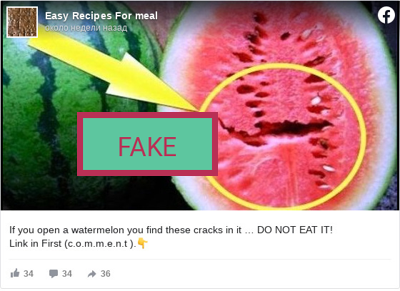 Easy Recipes For meal
около недели назад
FAKE
If you open a watermelon you find these cracks in it ... DO NOT EAT IT!
Link in First (c.o.m.m.e.n.t ).👇
34 34 36